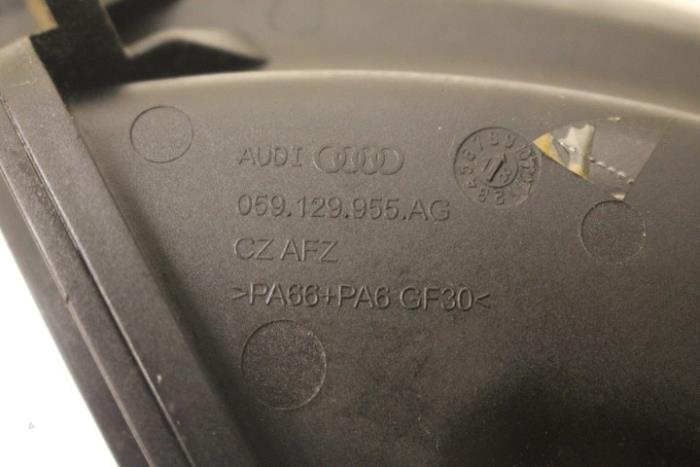 AUDI
059.129.955.AG
CZ AFZ
>PA66+PA6 GF30<